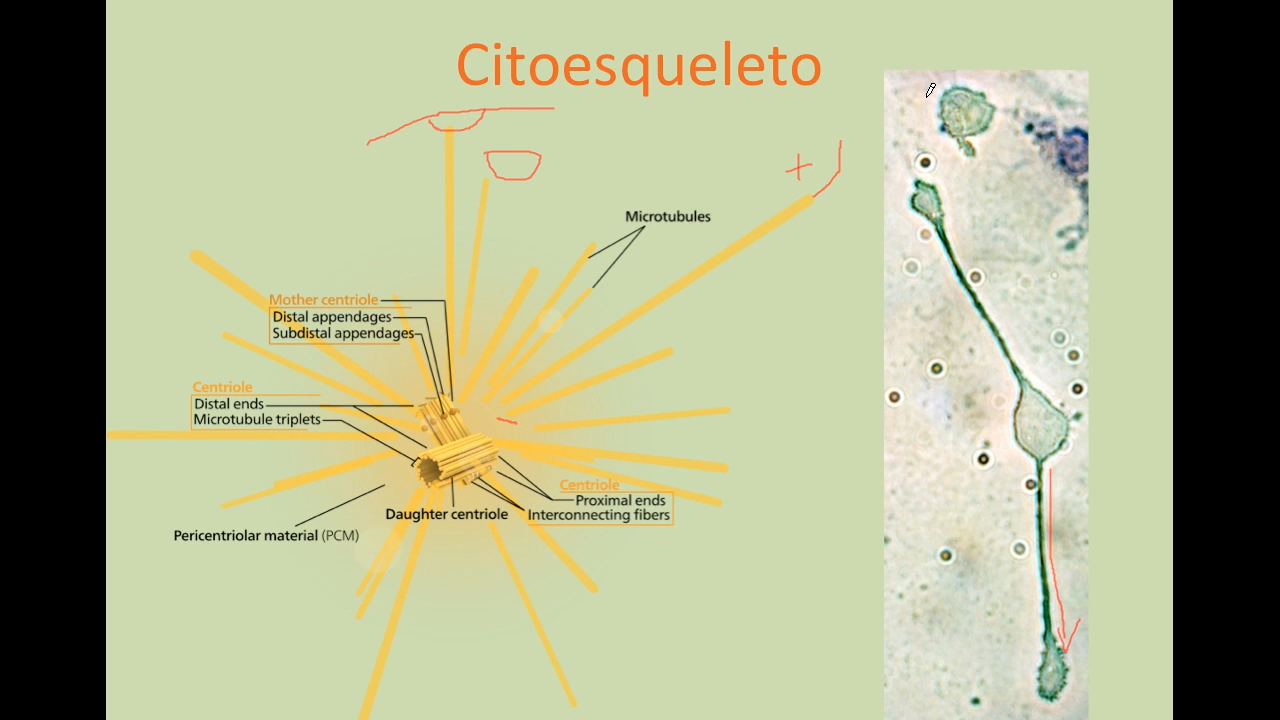 Citoesqueleto
+
Microtubules
Mother centriole
Distal appendages
Subdistal appendages
Centriole
Distal ends
Microtubule triplets
Centriole
Proximal ends
Interconnecting fibers
Daughter centriole
Pericentriolar material (PCM)